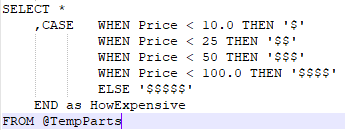 SELECT *
    ,CASE   WHEN Price < 10.0 THEN '$'
            WHEN Price < 25 THEN '$$'
            WHEN Price < 50 THEN '$$$'
            WHEN Price < 100.0 THEN '$$$$'
            ELSE '$$$$$'
    END as HowExpensive
FROM @TempParts